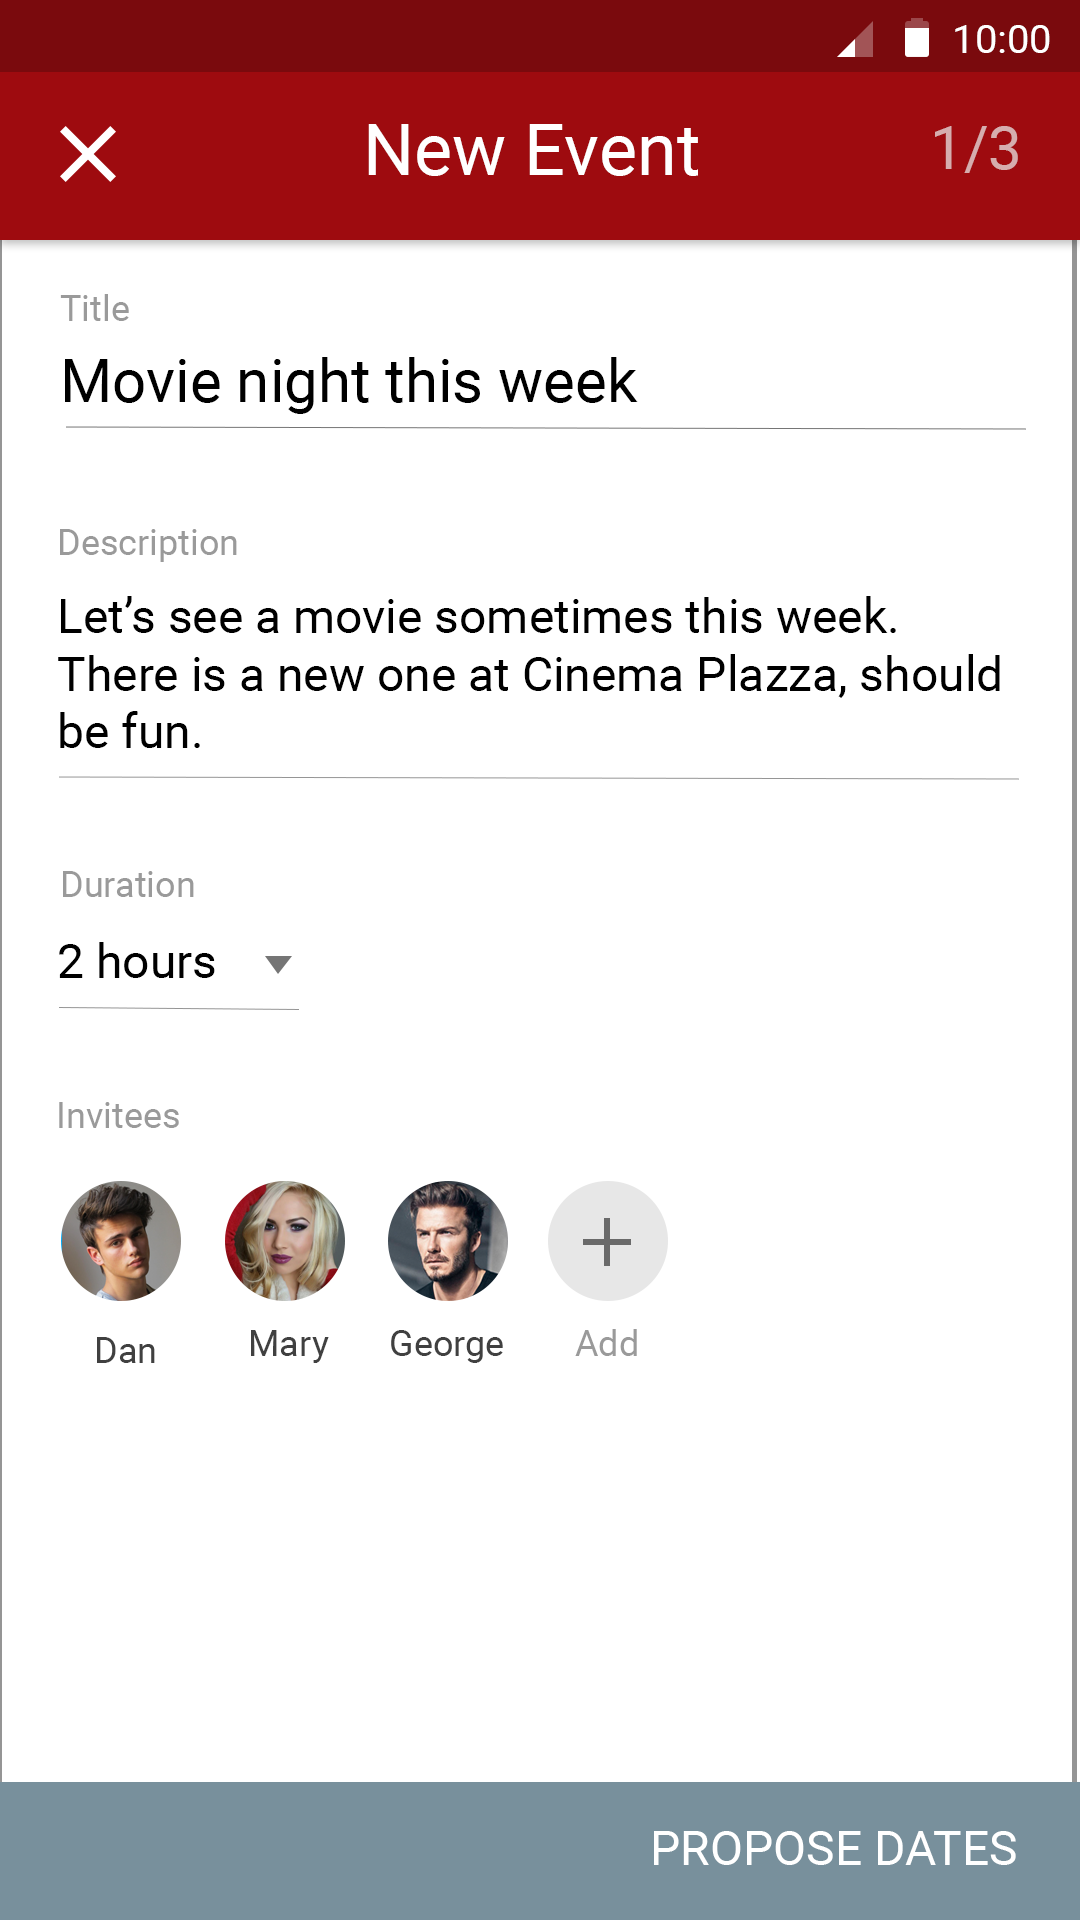 10:00
New Event
1/3
Title
Movie night this week
Description
Let’s see a movie sometimes this week.
There is a new one at Cinema Plazza, should
be fun.
Duration
2 hours
Invitees
Dan
Mary
George
Add
PROPOSE DATES